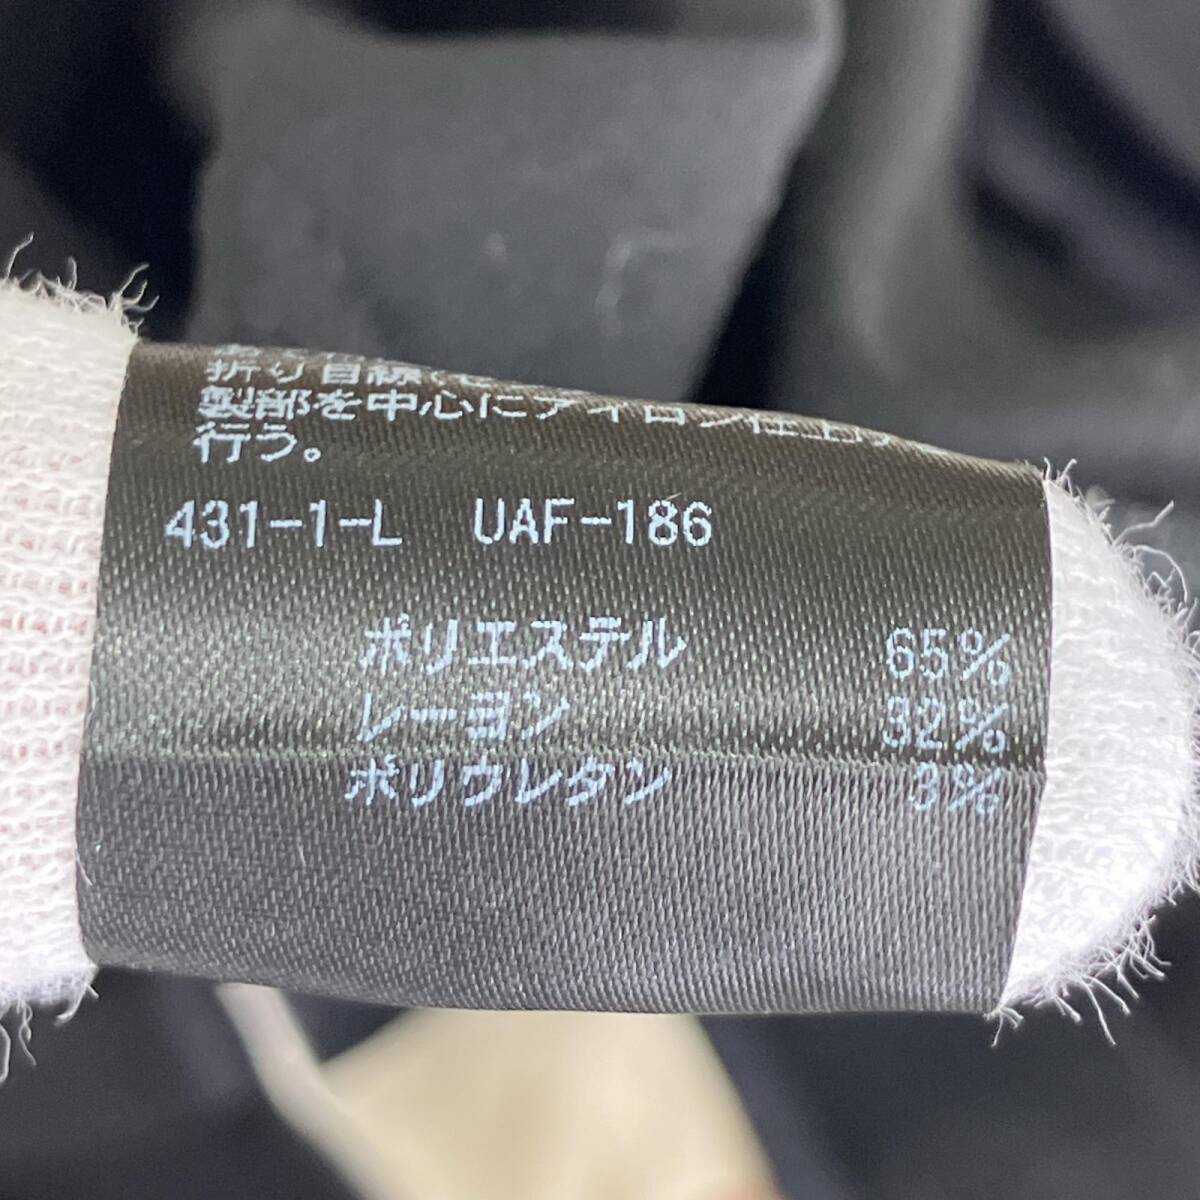 折り目線
製部を中心にアイロン仕上げ
行う。
431-1-L UAF-186
ポリエステル 65%
レーヨン 32%
ポリウレタン 3%